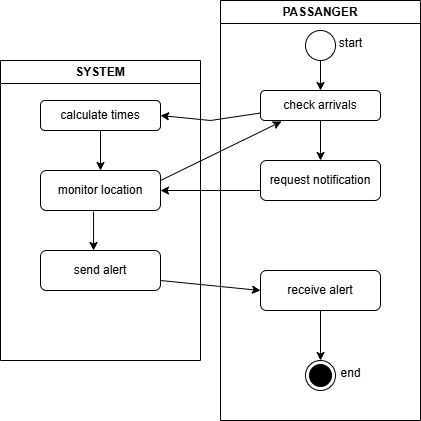 PASSANGER
start
SYSTEM
calculate times
check arrivals
monitor location
request notification
send alert
receive alert
end